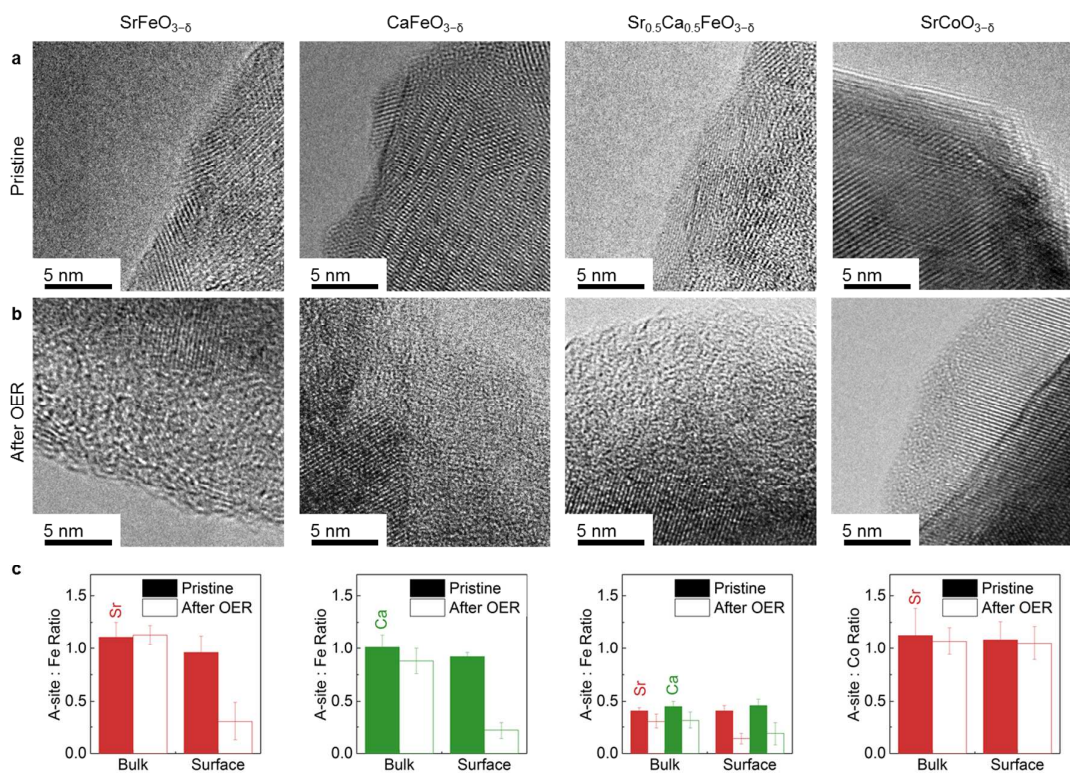 SrFeO3-δ CaFeO3-δ Sr0.5Ca0.5FeO3-δ SrCoO3-δ
a
Pristine
5 nm 5 nm 5 nm 5 nm
b
After OER
5 nm 5 nm 5 nm 5 nm
c
A-site : Fe Ratio
1.5
1.0
0.5
0.0
Pristine
After OER
Sr
Bulk Surface
A-site : Fe Ratio
1.5
1.0
0.5
0.0
Pristine
After OER
Ca
Bulk Surface
A-site : Fe Ratio
1.5
1.0
0.5
0.0
Pristine
After OER
Sr Ca
Bulk Surface
A-site : Co Ratio
1.5
1.0
0.5
0.0
Pristine
After OER
Sr
Bulk Surface